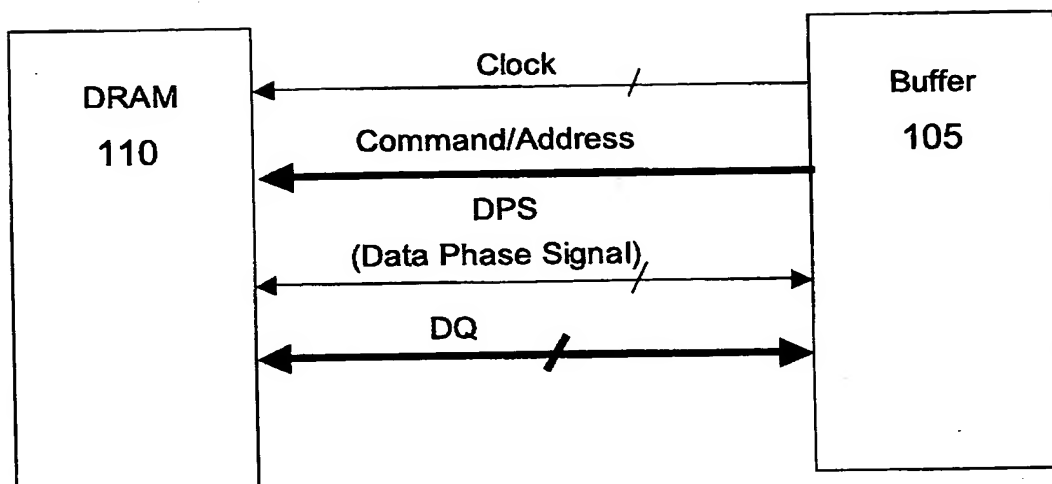 DRAM
110
Clock
Command/Address
DPS
(Data Phase Signal)
DQ
Buffer
105